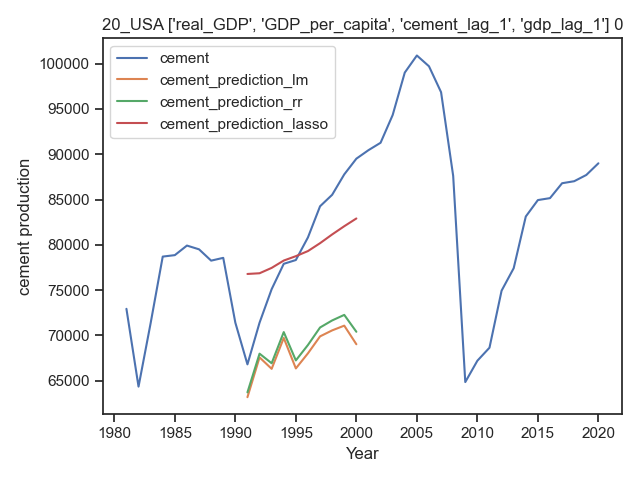 20_USA ['real_GDP', 'GDP_per_capita', 'cement_lag_1', 'gdp_lag_1'] 0
cement
cement_prediction_lm
cement_prediction_rr
cement_prediction_lasso
cement production
100000
95000
90000
85000
80000
75000
70000
65000
1980 1985 1990 1995 2000 2005 2010 2015 2020
Year